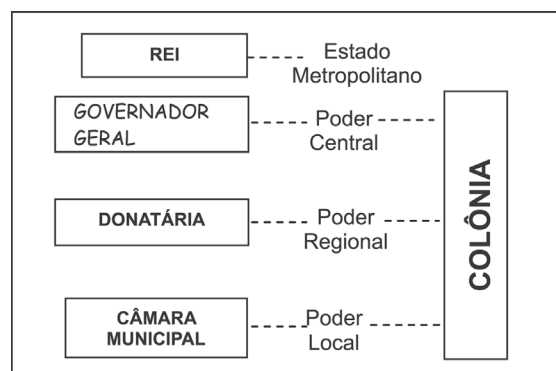 REI
Estado
Metropolitano
GOVERNADOR
GERAL
Poder
Central
DONATÁRIA
Poder
Regional
CÂMARA
MUNICIPAL
Poder
Local
COLÔNIA